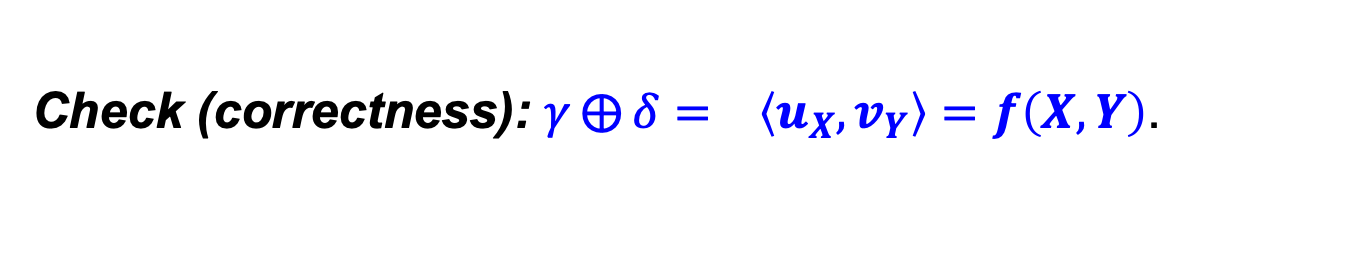 Check (correctness): γ ⊕ δ = ⟨u_X, v_Y⟩ = f(X, Y).